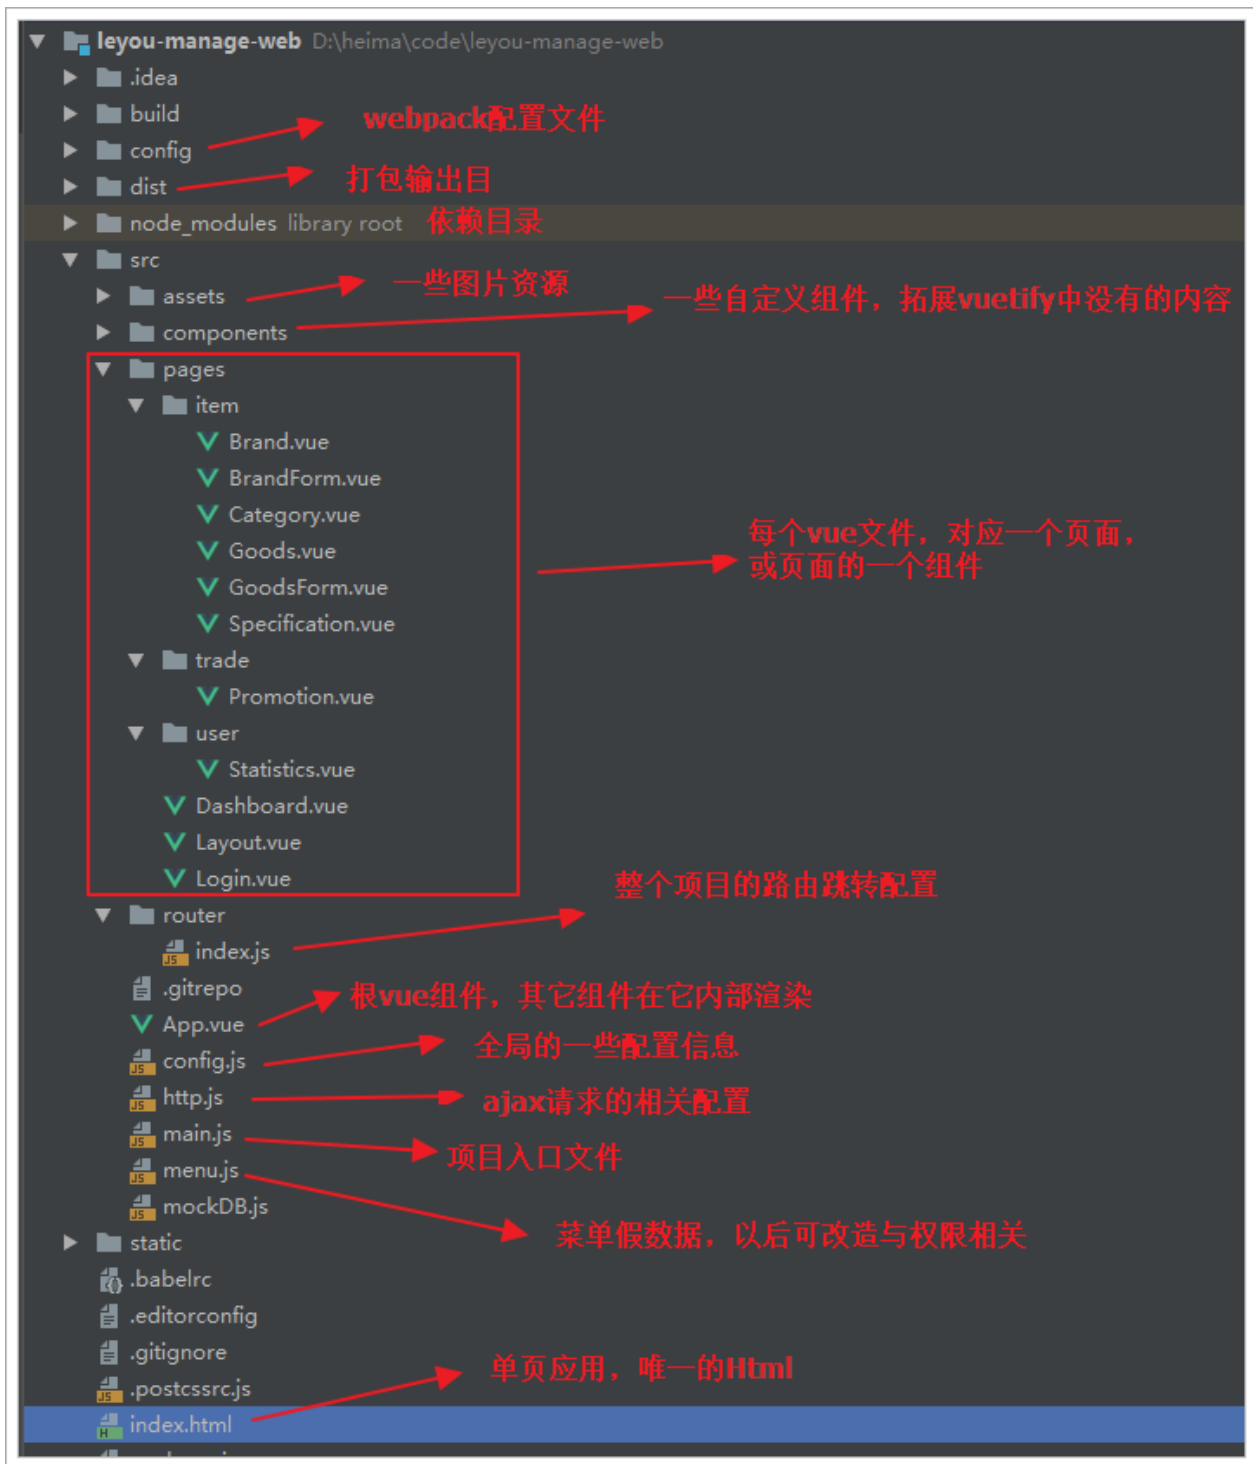 leyou-manage-web D:\heima\code\leyou-manage-web
.idea
build
webpack配置文件
config
打包输出目
dist
node_modules library root 依赖目录
src
一些图片资源
assets
一些自定义组件，拓展vuetify中没有的内容
components
pages
item
Brand.vue
BrandForm.vue
Category.vue
Goods.vue
每个vue文件，对应一个页面，
或页面的一个组件
GoodsForm.vue
Specification.vue
trade
Promotion.vue
user
Statistics.vue
Dashboard.vue
Layout.vue
Login.vue
整个项目的路由跳转配置
router
index.js
.gitrepo
根vue组件，其它组件在它内部渲染
App.vue
全局的一些配置信息
config.js
http.js
ajax请求的相关配置
main.js
项目入口文件
menu.js
mockDB.js
菜单假数据，以后可改造与权限相关
static
.babelrc
.editorconfig
.gitignore
单页应用，唯一的Html
.postcssrc.js
index.html